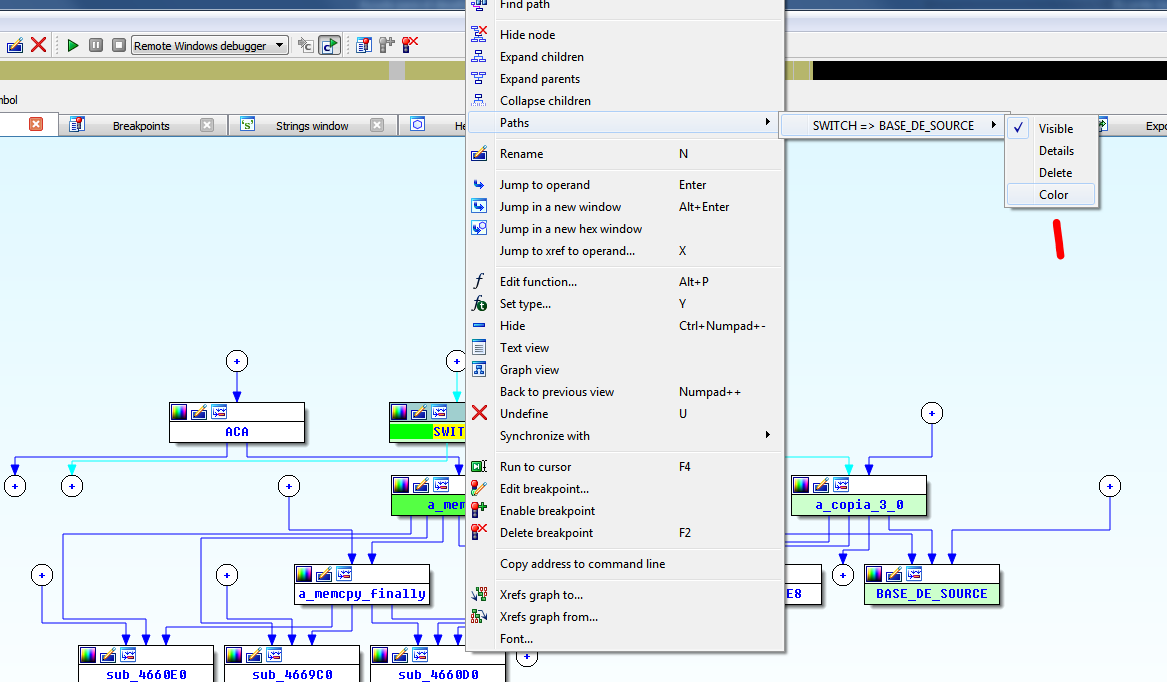 Find path
Hide node
Remote Windows debugger
Expand children
Expand parents
mbol
Collapse children
Breakpoints
Strings window
He
Paths
SWITCH => BASE_DE_SOURCE
Visible
Expo
Details
Rename N
Delete
Jump to operand Enter
Color
Jump in a new window Alt+Enter
Jump in a new hex window
Jump to xref to operand... X
Edit function... Alt+P
Set type... Y
Hide Ctrl+Numpad+-
Text view
Graph view
Back to previous view Numpad++
Undefine U
Synchronize with
ACA
SWIT
Run to cursor F4
Edit breakpoint...
a_mem
a_copia_3_0
Enable breakpoint
Delete breakpoint F2
Copy address to command line
a_memcpy_finally
E8
BASE_DE_SOURCE
Xrefs graph to...
Xrefs graph from...
Font...
sub_4660E0
sub_4669C0
sub_4660D0